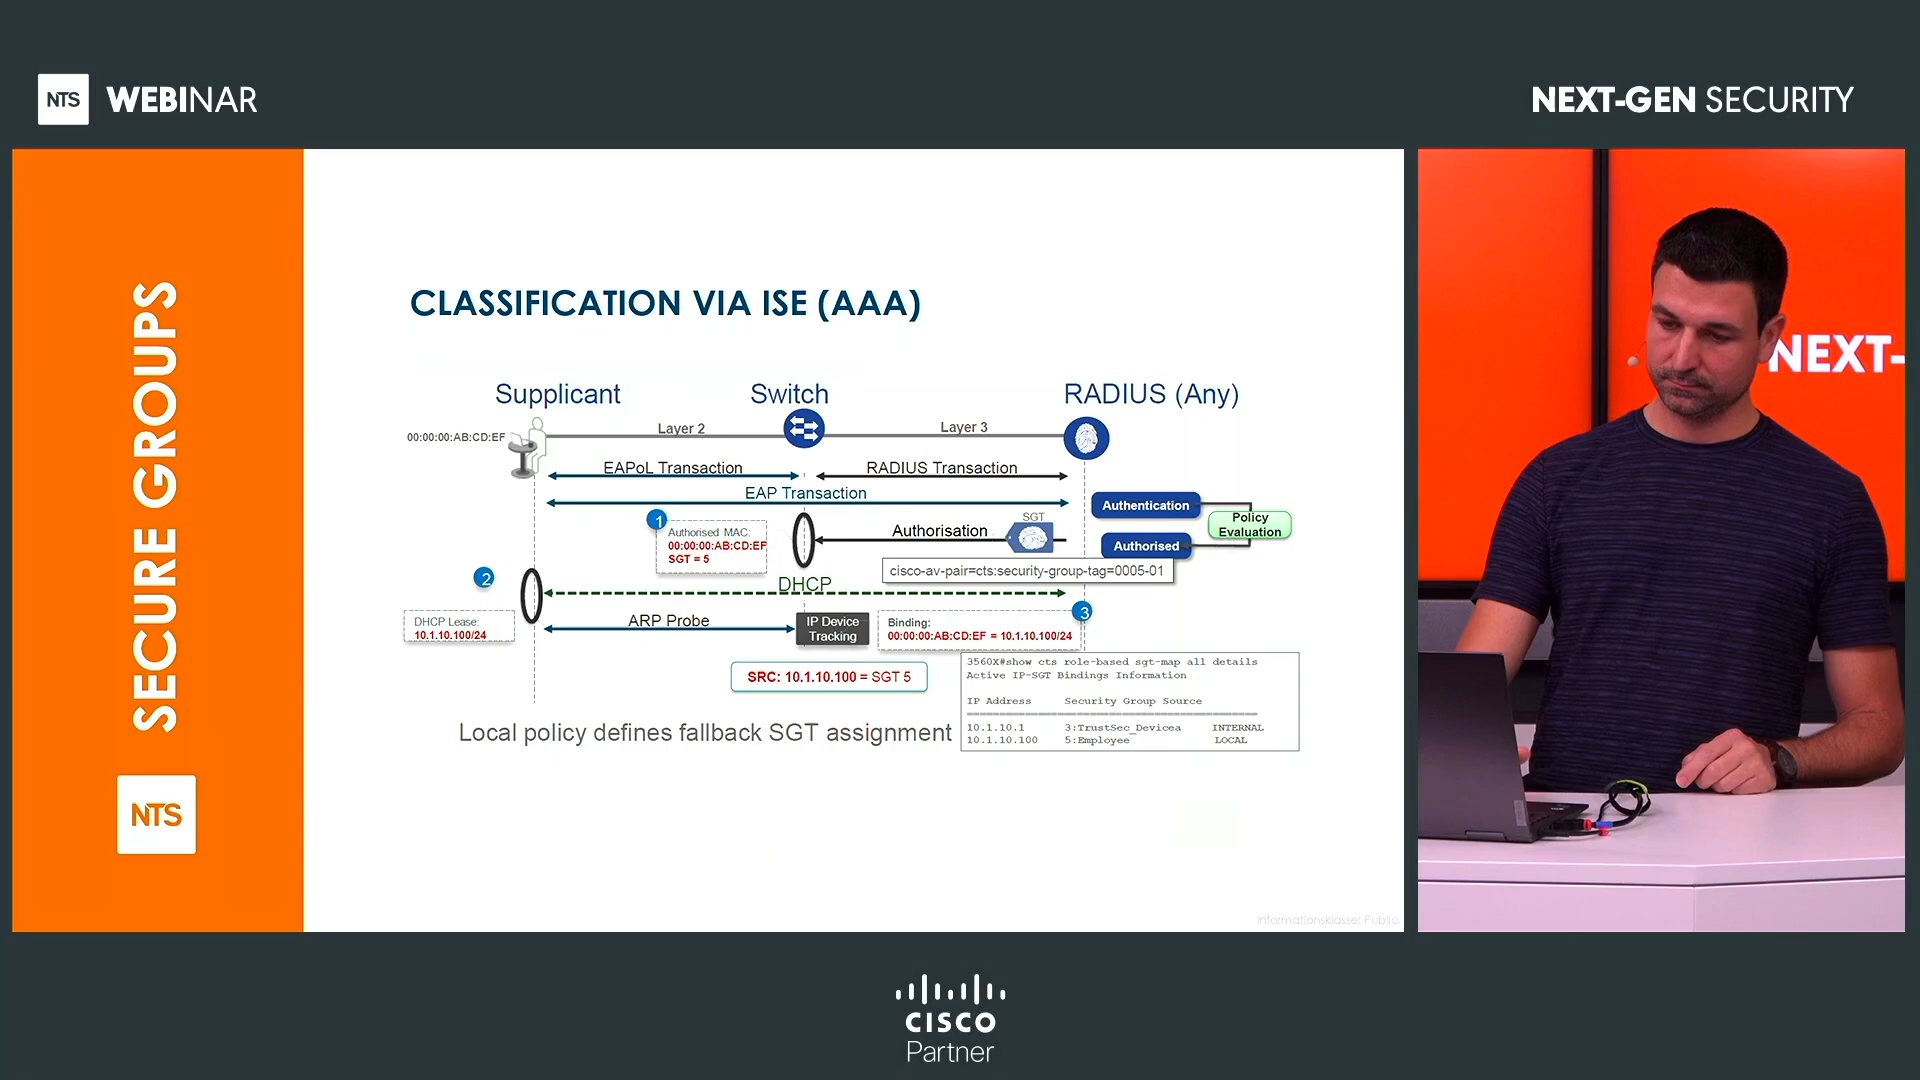 NTS WEBINAR
NEXT-GEN SECURITY
SECURE GROUPS
NTS
CLASSIFICATION VIA ISE (AAA)
Supplicant
Switch
RADIUS (Any)
00:00:00:AB:CD:EF
Layer 2
Layer 3
EAPoL Transaction
RADIUS Transaction
EAP Transaction
Authentication
Policy
Evaluation
Authorised
1
Authorised MAC:
00:00:00:AB:CD:EF
SGT = 5
Authorisation
SGT
cisco-av-pair=cts:security-group-tag=0005-01
2
DHCP
DHCP Lease:
10.1.10.100/24
ARP Probe
IP Device
Tracking
3
Binding:
00:00:00:AB:CD:EF = 10.1.10.100/24
SRC: 10.1.10.100 = SGT 5
3560X#show cts role-based sgt-map all details
Active IP-SGT Bindings Information
IP Address Security Group Source
10.1.10.1 3:TrustSec_Devicea INTERNAL
10.1.10.100 5:Employee LOCAL
Local policy defines fallback SGT assignment
Informationsklasse: Public
NEXT-
CISCO
Partner